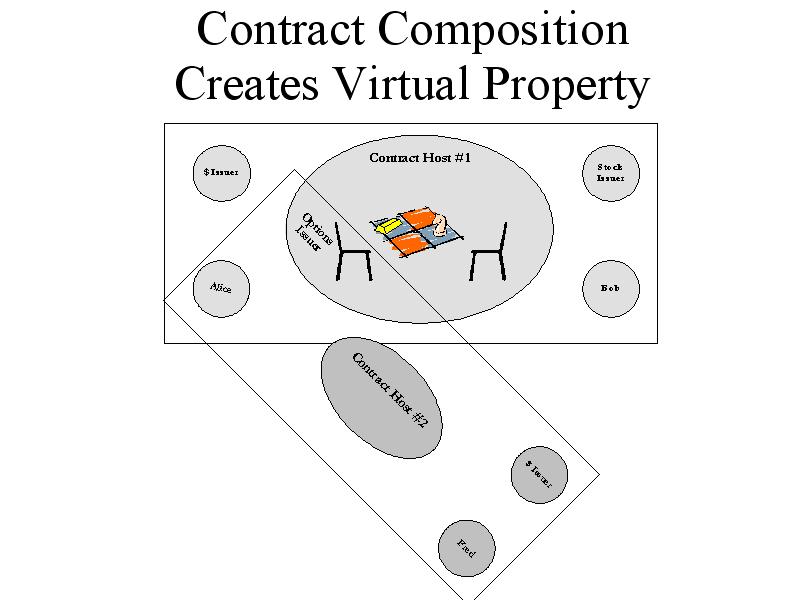 Contract Composition
Creates Virtual Property
Contract Host #1
$ Issuer
Stock
Issuer
Options
Issuer
Alice
Bob
Contract Host #2
$ Issuer
Fred